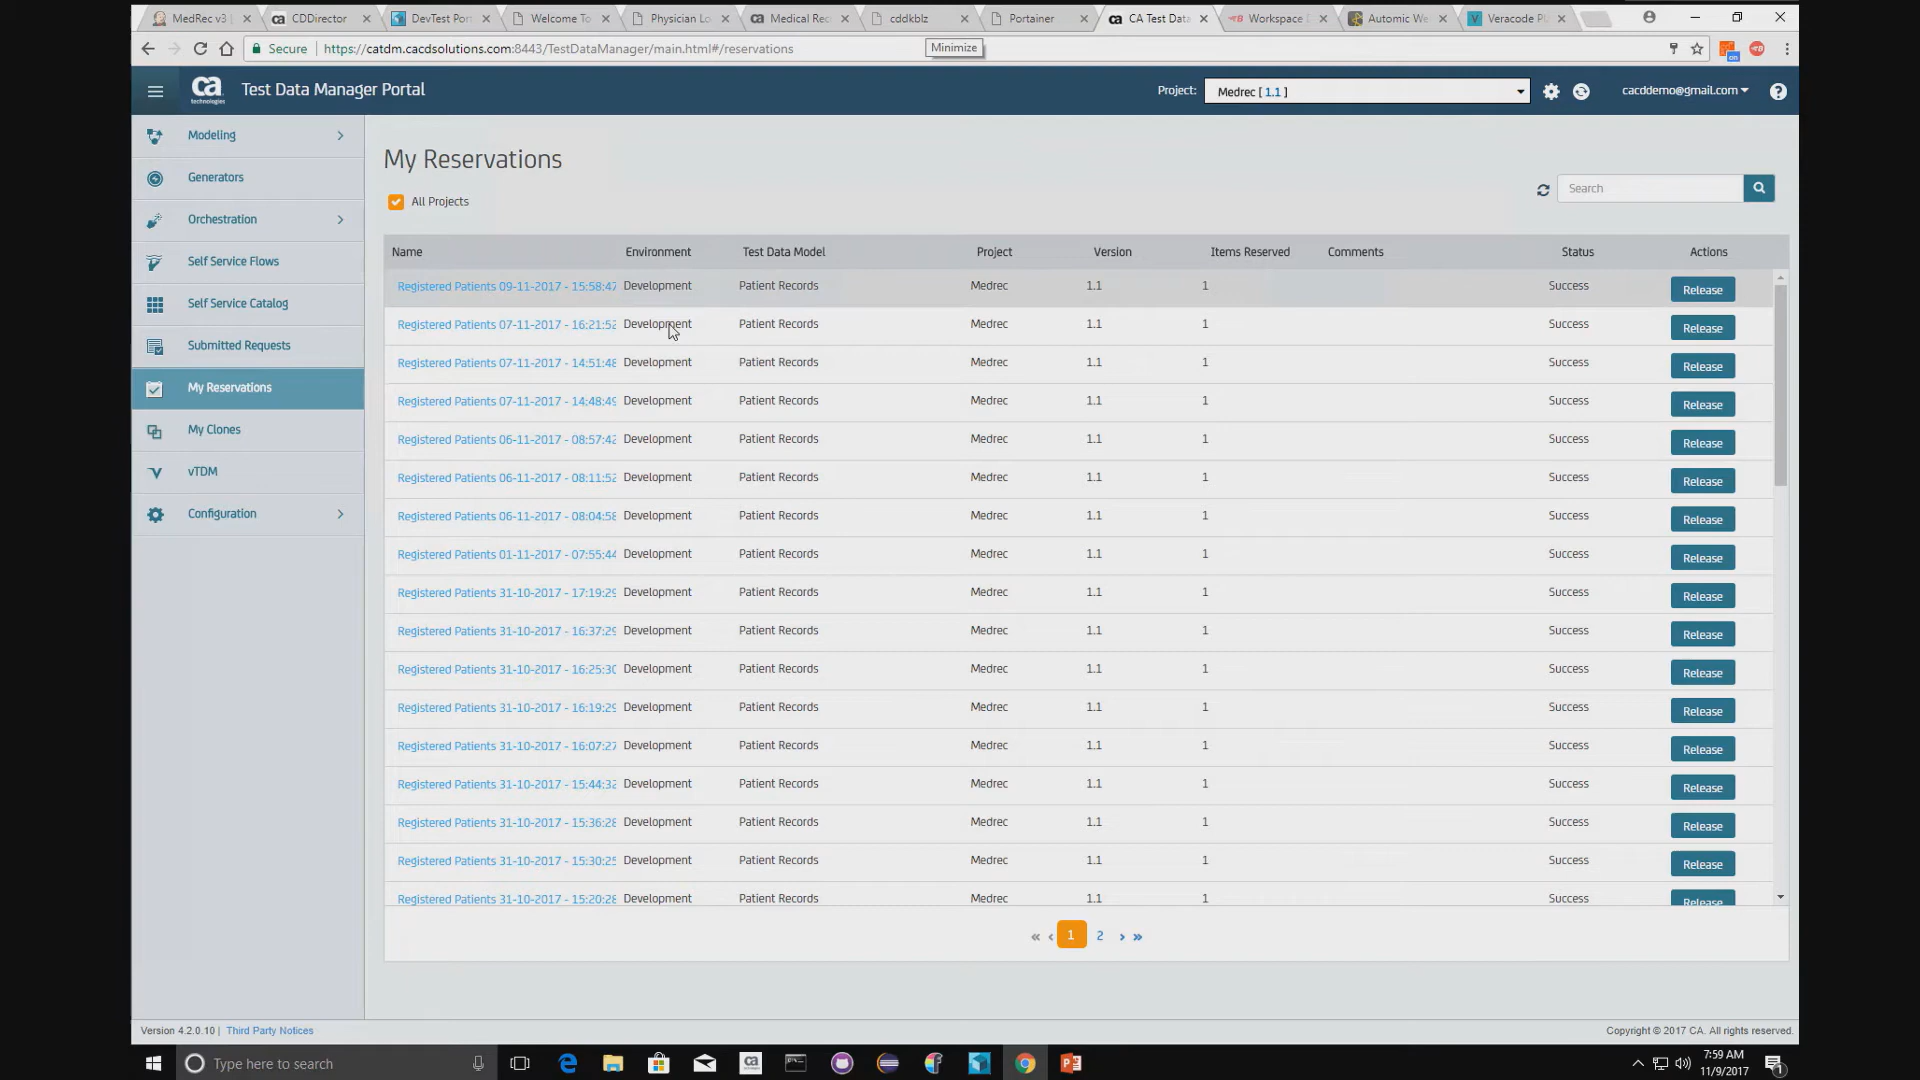 MedRec v3
CDDirector
DevTest Por
Welcome To
Physician Lo
Medical Rec
cddkblz
Portainer
CA Test Data
Workspace
Automic We
Veracode Pl
Secure
https://catdm.cacdsolutions.com:8443/TestDataManager/main.html#/reservations
Minimize
on
ca
technologies
Test Data Manager Portal
Project:
Medrec [ 1.1 ]
cacddemo@gmail.com
Modeling
Generators
Orchestration
Self Service Flows
Self Service Catalog
Submitted Requests
My Reservations
My Clones
vTDM
Configuration
My Reservations
All Projects
Search
Name Environment Test Data Model Project Version Items Reserved Comments Status Actions
Registered Patients 09-11-2017 - 15:58:47 Development Patient Records Medrec 1.1 1 Success Release
Registered Patients 07-11-2017 - 16:21:52 Development Patient Records Medrec 1.1 1 Success Release
Registered Patients 07-11-2017 - 14:51:48 Development Patient Records Medrec 1.1 1 Success Release
Registered Patients 07-11-2017 - 14:48:49 Development Patient Records Medrec 1.1 1 Success Release
Registered Patients 06-11-2017 - 08:57:42 Development Patient Records Medrec 1.1 1 Success Release
Registered Patients 06-11-2017 - 08:11:52 Development Patient Records Medrec 1.1 1 Success Release
Registered Patients 06-11-2017 - 08:04:58 Development Patient Records Medrec 1.1 1 Success Release
Registered Patients 01-11-2017 - 07:55:44 Development Patient Records Medrec 1.1 1 Success Release
Registered Patients 31-10-2017 - 17:19:29 Development Patient Records Medrec 1.1 1 Success Release
Registered Patients 31-10-2017 - 16:37:29 Development Patient Records Medrec 1.1 1 Success Release
Registered Patients 31-10-2017 - 16:25:30 Development Patient Records Medrec 1.1 1 Success Release
Registered Patients 31-10-2017 - 16:19:29 Development Patient Records Medrec 1.1 1 Success Release
Registered Patients 31-10-2017 - 16:07:27 Development Patient Records Medrec 1.1 1 Success Release
Registered Patients 31-10-2017 - 15:44:32 Development Patient Records Medrec 1.1 1 Success Release
Registered Patients 31-10-2017 - 15:36:28 Development Patient Records Medrec 1.1 1 Success Release
Registered Patients 31-10-2017 - 15:30:25 Development Patient Records Medrec 1.1 1 Success Release
Registered Patients 31-10-2017 - 15:20:28 Development Patient Records Medrec 1.1 1 Success Release
« ‹ 1 2 › »
Version 4.2.0.10 | Third Party Notices
Copyright © 2017 CA. All rights reserved.
Type here to search
7:59 AM
11/9/2017